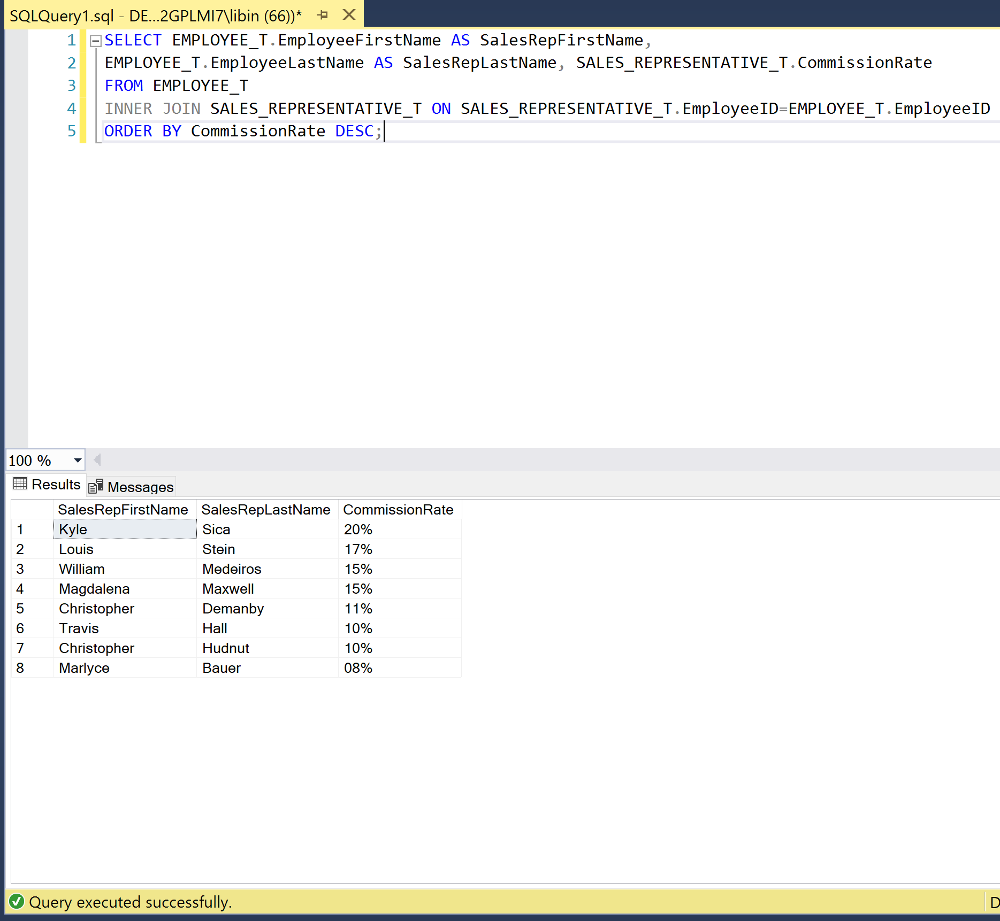 SQLQuery1.sql - DE...2GPLMI7\libin (66))*
1 SELECT EMPLOYEE_T.EmployeeFirstName AS SalesRepFirstName,
2 EMPLOYEE_T.EmployeeLastName AS SalesRepLastName, SALES_REPRESENTATIVE_T.CommissionRate
3 FROM EMPLOYEE_T
4 INNER JOIN SALES_REPRESENTATIVE_T ON SALES_REPRESENTATIVE_T.EmployeeID=EMPLOYEE_T.EmployeeID
5 ORDER BY CommissionRate DESC;
100 %
Results Messages
SalesRepFirstName SalesRepLastName CommissionRate
1 Kyle Sica 20%
2 Louis Stein 17%
3 William Medeiros 15%
4 Magdalena Maxwell 15%
5 Christopher Demanby 11%
6 Travis Hall 10%
7 Christopher Hudnut 10%
8 Marlyce Bauer 08%
Query executed successfully. D